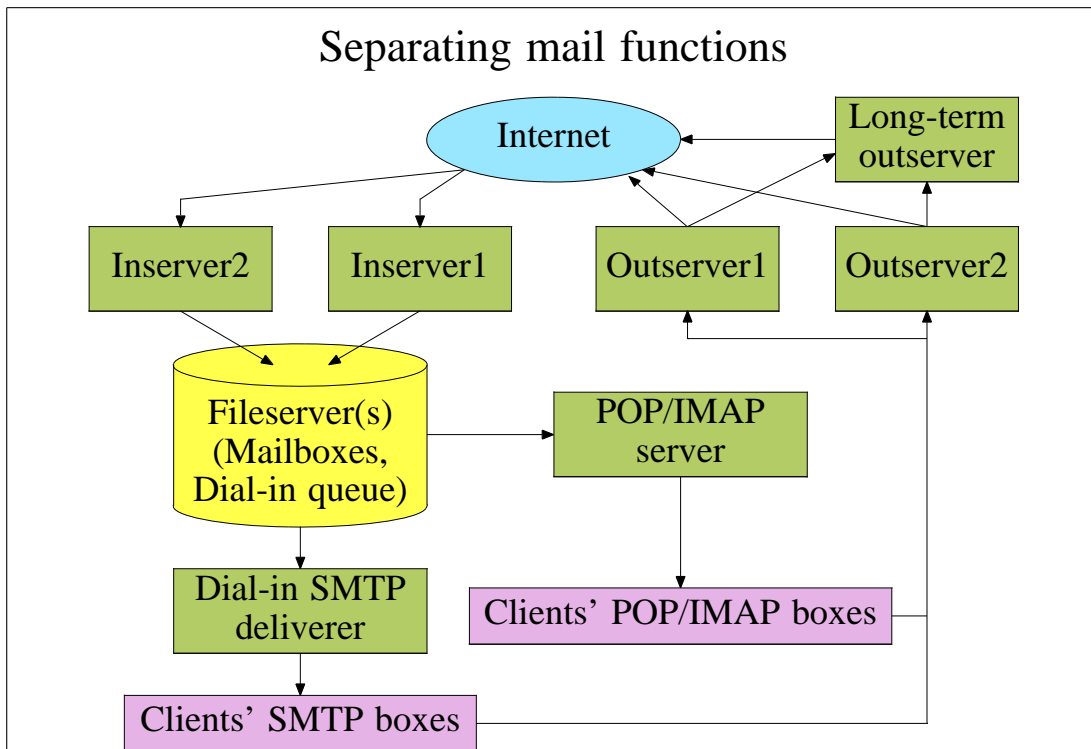 Separating mail functions
Internet
Long-term
outserver
Inserver2
Inserver1
Outserver1
Outserver2
Fileserver(s)
(Mailboxes,
Dial-in queue)
POP/IMAP
server
Dial-in SMTP
deliverer
Clients’ POP/IMAP boxes
Clients’ SMTP boxes